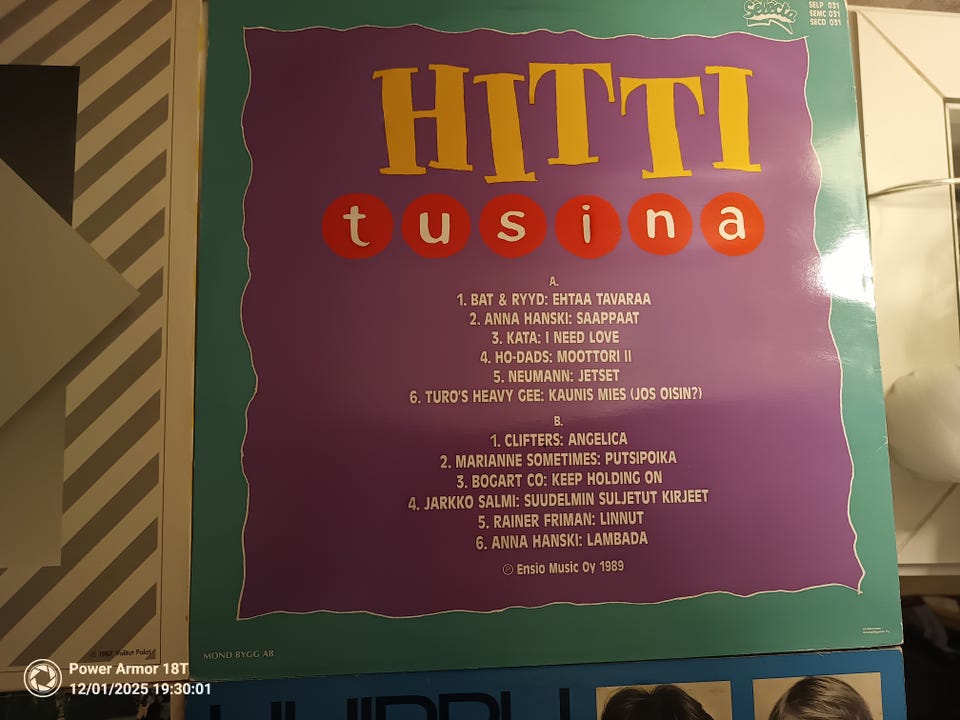 Selecta
SELP 031
SEMC 031
SECD 031
HITTI
tusina
A.
1. BAT & RYYD: EHTAA TAVARAA
2. ANNA HANSKI: SAAPPAAT
3. KATA: I NEED LOVE
4. HO-DADS: MOOTTORI II
5. NEUMANN: JETSET
6. TURO'S HEAVY GEE: KAUNIS MIES (JOS OISIN?)
B.
1. CLIFTERS: ANGELICA
2. MARIANNE SOMETIMES: PUTSIPOIKA
3. BOGART CO: KEEP HOLDING ON
4. JARKKO SALMI: SUUDELMIN SULJETUT KIRJEET
5. RAINER FRIMAN: LINNUT
6. ANNA HANSKI: LAMBADA
Ⓟ Ensio Music Oy 1989
MOND BYGG AB
© 1987 Valitut Palat
Power Armor 18T
12/01/2025 19:30:01